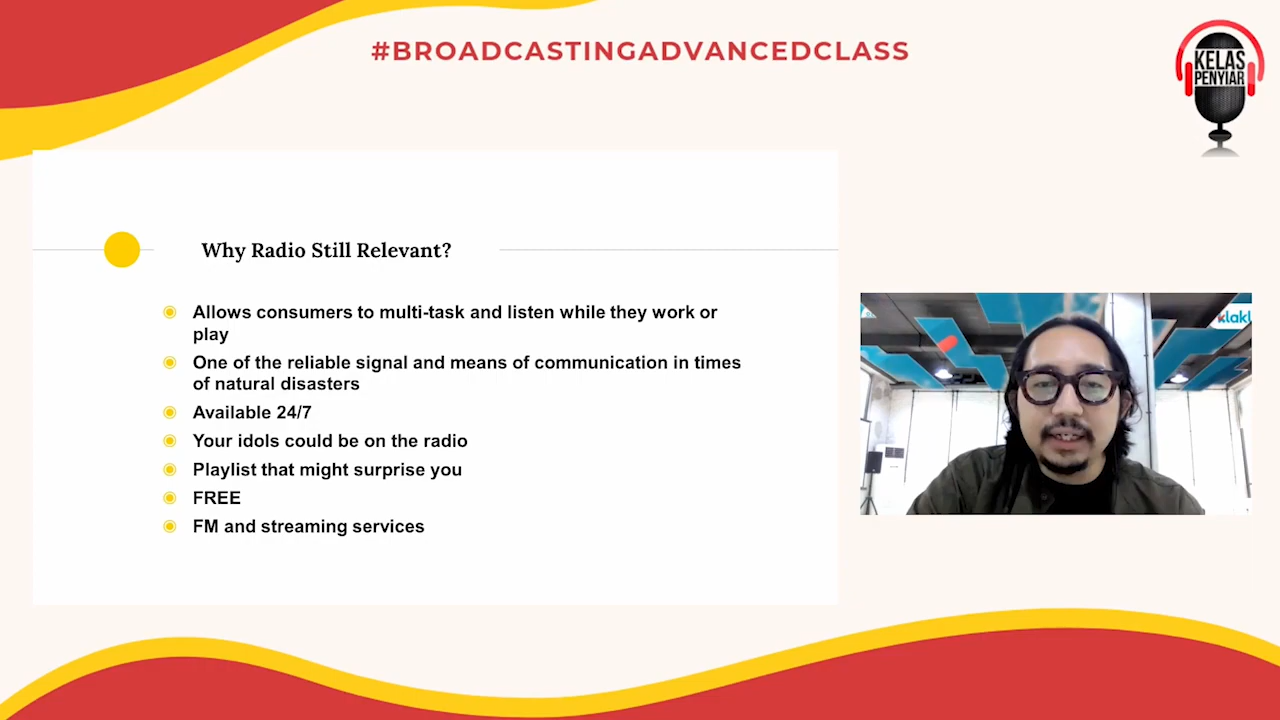 #BROADCASTINGADVANCEDCLASS
KELAS
PENYIAR
Why Radio Still Relevant?
Allows consumers to multi-task and listen while they work or
play
One of the reliable signal and means of communication in times
of natural disasters
Available 24/7
Your idols could be on the radio
Playlist that might surprise you
FREE
FM and streaming services